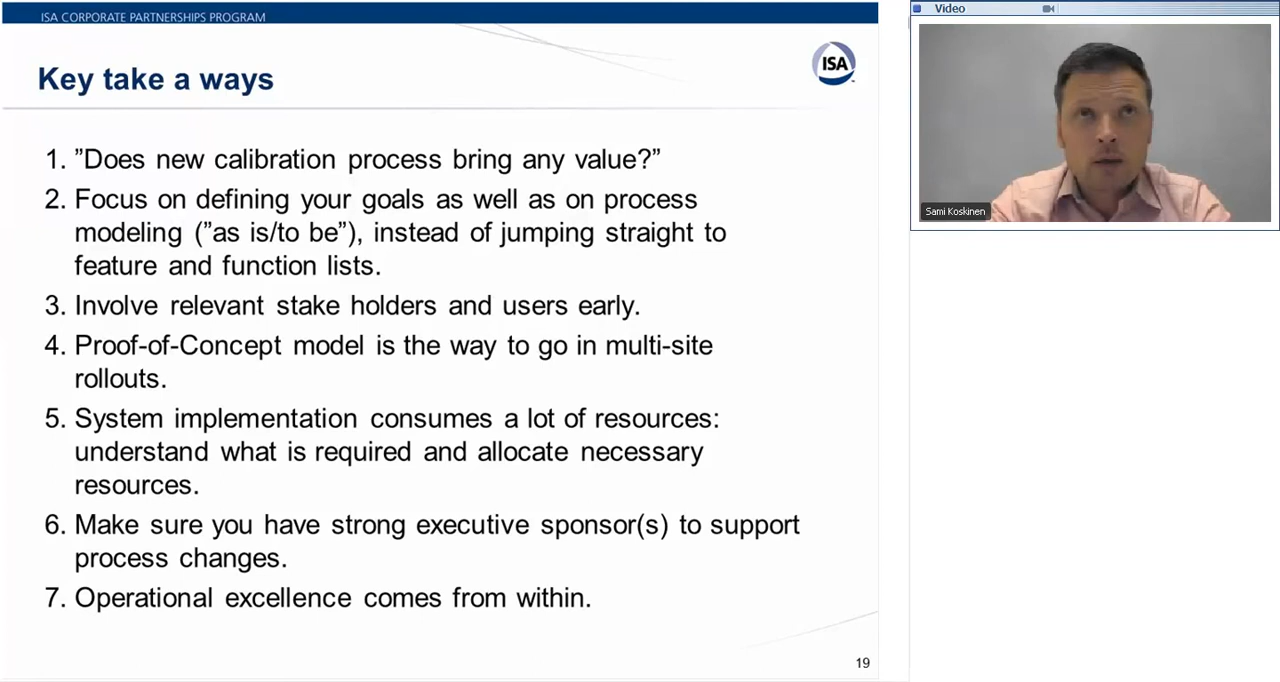 ISA CORPORATE PARTNERSHIPS PROGRAM
Key take a ways
ISA
1. ”Does new calibration process bring any value?”
2. Focus on defining your goals as well as on process
modeling (”as is/to be”), instead of jumping straight to
feature and function lists.
3. Involve relevant stake holders and users early.
4. Proof-of-Concept model is the way to go in multi-site
rollouts.
5. System implementation consumes a lot of resources:
understand what is required and allocate necessary
resources.
6. Make sure you have strong executive sponsor(s) to support
process changes.
7. Operational excellence comes from within.
19
Video
Sami Koskinen